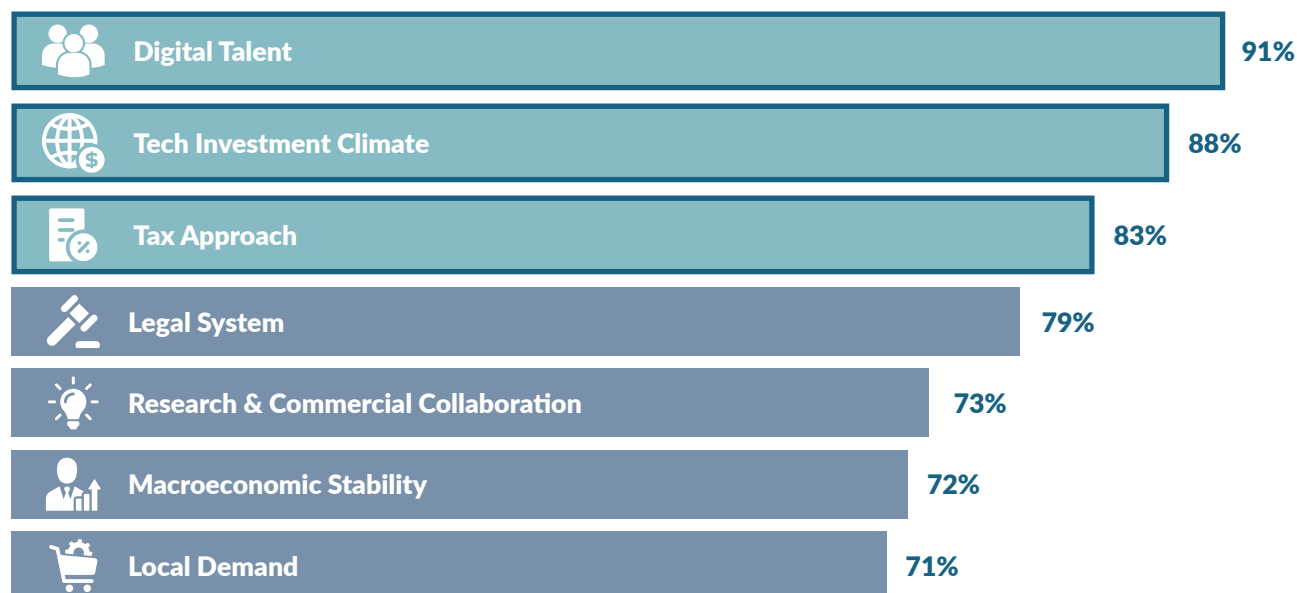 Digital Talent 91%
Tech Investment Climate 88%
Tax Approach 83%
Legal System 79%
Research & Commercial Collaboration 73%
Macroeconomic Stability 72%
Local Demand 71%